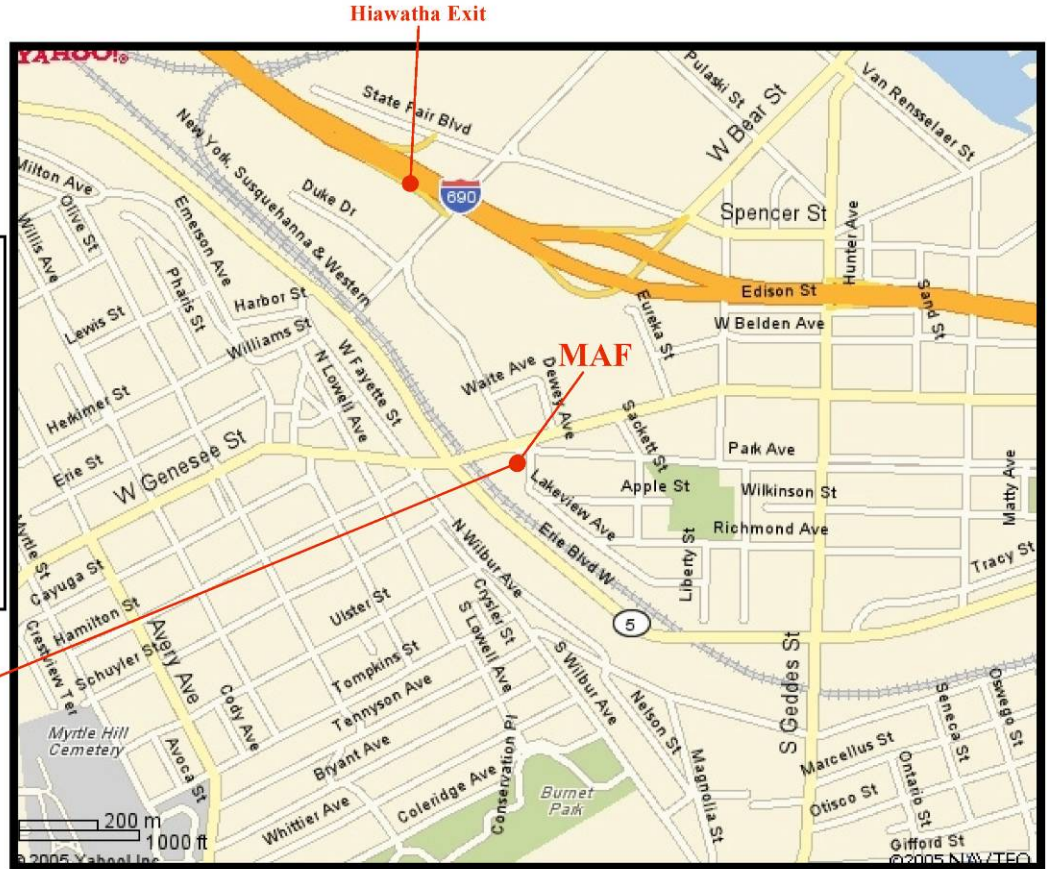 Hiawatha Exit
YAHOO!®
State Fair Blvd
Pulaski St
W Bear St
Van Rensselaer St
New York, Susquehanna & Western
Milton Ave
Olive St
Willis Ave
Emerson Ave
Duke Dr
690
Spencer St
Hunter Ave
Pharis St
Harbor St
Edison St
Sand St
Lewis St
Williams St
Eureka St
W Belden Ave
N Lowell Ave
W Fayette St
Waite Ave
Dewey Ave
MAF
Herkimer St
Sackett St
W Genesee St
Park Ave
Erie St
Lakeview Ave
Apple St
Wilkinson St
Matty Ave
Myrtle St
N Wilbur Ave
Erie Blvd W
Richmond Ave
Liberty St
Tracy St
Cayuga St
Hamilton St
Ulster St
Crysler St
S Lowell Ave
5
Crestview Ter
Schuyler St
Avery Ave
Tompkins St
S Wilbur Ave
S Geddes St
Cody Ave
Tennyson Ave
Nelson St
Seneca St
Oswego St
Myrtle Hill
Cemetery
Avoca St
Bryant Ave
Conservation Pl
Magnolia St
Marcellus St
Coleridge Ave
Burnet
Park
Ontario St
Otisco St
Whittier Ave
200 m
1000 ft
Gifford St
© 2005 Yahoo! Inc
©2005 NAVTEQ